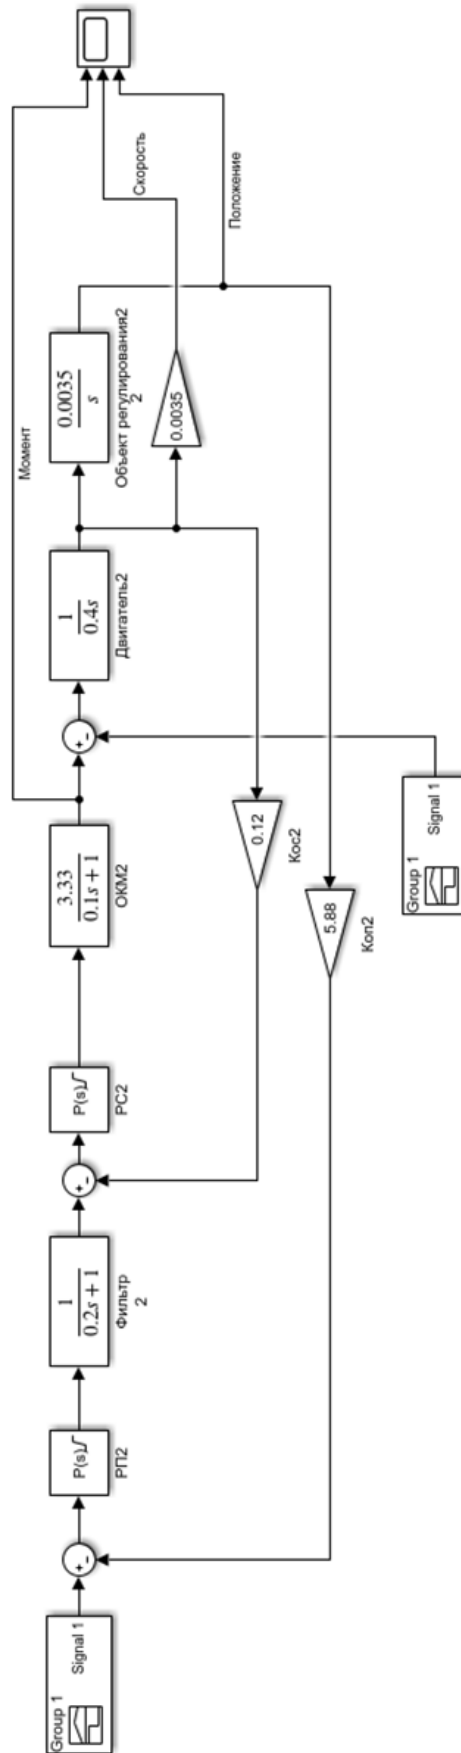 Group 1
Signal 1
P(s)
РП2
1
0.2s + 1
Фильтр
2
P(s)
РС2
3.33
0.1s + 1
ОКМ2
Момент
1
0.4s
Двигатель2
0.0035
s
Объект регулирования2
2
0.0035
Скорость
Положение
0.12
Кос2
5.88
Коп2
Group 1
Signal 1